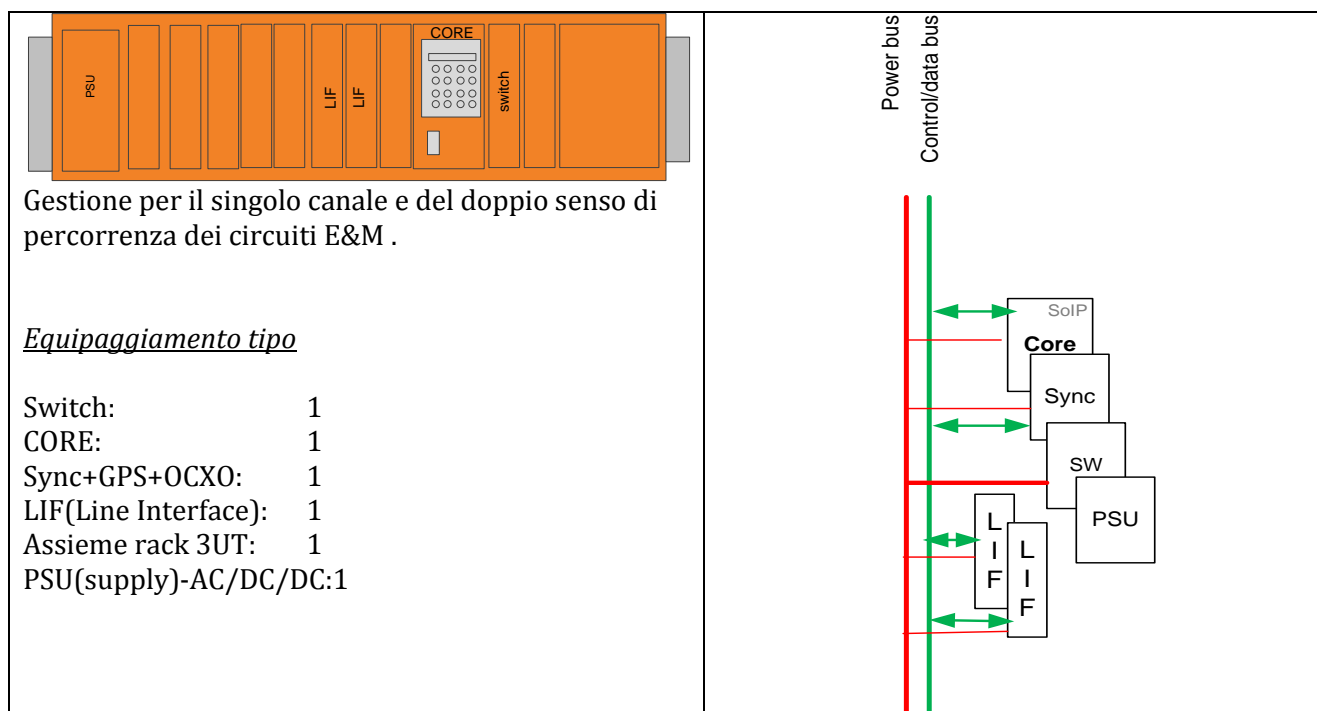 CORE
PSU
LIF
LIF
switch
Gestione per il singolo canale e del doppio senso di
percorrenza dei circuiti E&M .
Equipaggiamento tipo
Switch: 1
CORE: 1
Sync+GPS+OCXO: 1
LIF(Line Interface): 1
Assieme rack 3UT: 1
PSU(supply)-AC/DC/DC:1
Power bus
Control/data bus
SoIP
Core
Sync
SW
PSU
LIF
LIF